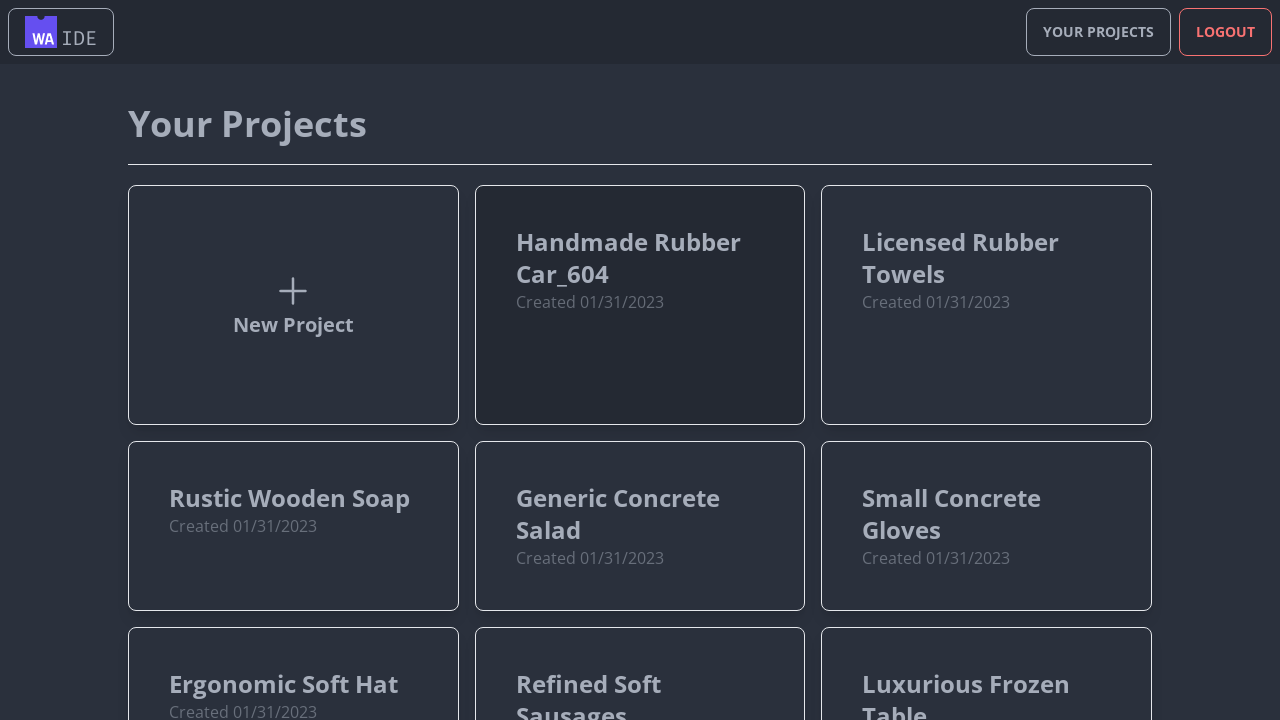 WA IDE
YOUR PROJECTS
LOGOUT
Your Projects
New Project
Handmade Rubber
Car_604
Created 01/31/2023
Licensed Rubber
Towels
Created 01/31/2023
Rustic Wooden Soap
Created 01/31/2023
Generic Concrete
Salad
Created 01/31/2023
Small Concrete
Gloves
Created 01/31/2023
Ergonomic Soft Hat
Created 01/31/2023
Refined Soft
Sausages
Luxurious Frozen
Table